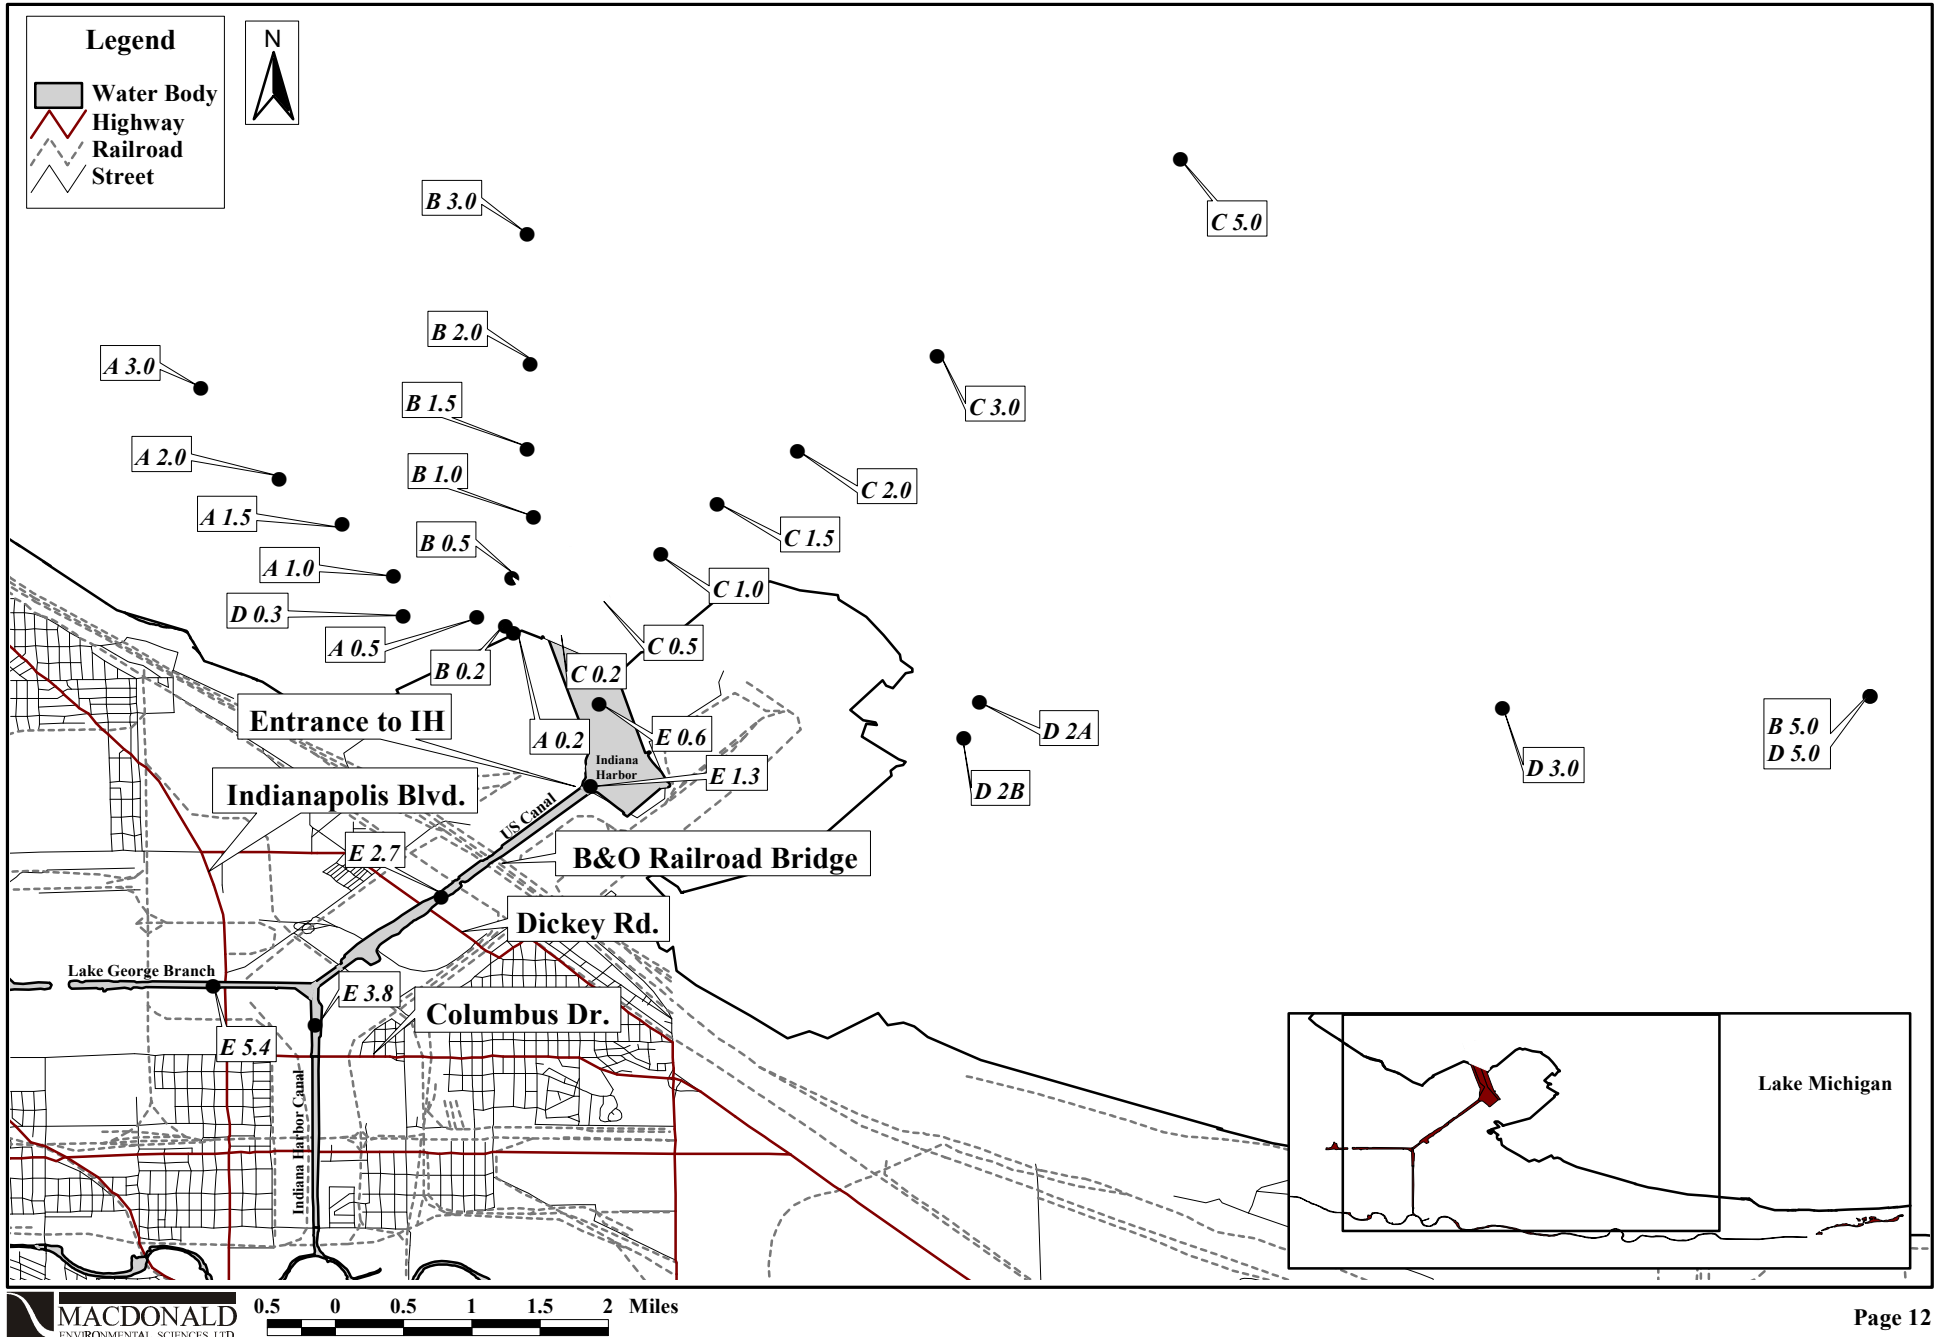 Legend
Water Body
Highway
Railroad
Street
N
B 3.0
C 5.0
B 2.0
A 3.0
C 3.0
B 1.5
A 2.0
B 1.0
C 2.0
A 1.5
C 1.5
B 0.5
A 1.0
C 1.0
D 0.3
A 0.5
C 0.5
B 0.2
C 0.2
Entrance to IH
A 0.2
E 0.6
D 2A
B 5.0
D 5.0
Indiana
Harbor
E 1.3
D 3.0
D 2B
Indianapolis Blvd.
US Canal
E 2.7
B&O Railroad Bridge
Dickey Rd.
Lake George Branch
E 3.8
Columbus Dr.
E 5.4
Indiana Harbor Canal
Lake Michigan
MACDONALD
ENVIRONMENTAL SCIENCES LTD.
0.5 0 0.5 1 1.5 2 Miles
Page 12